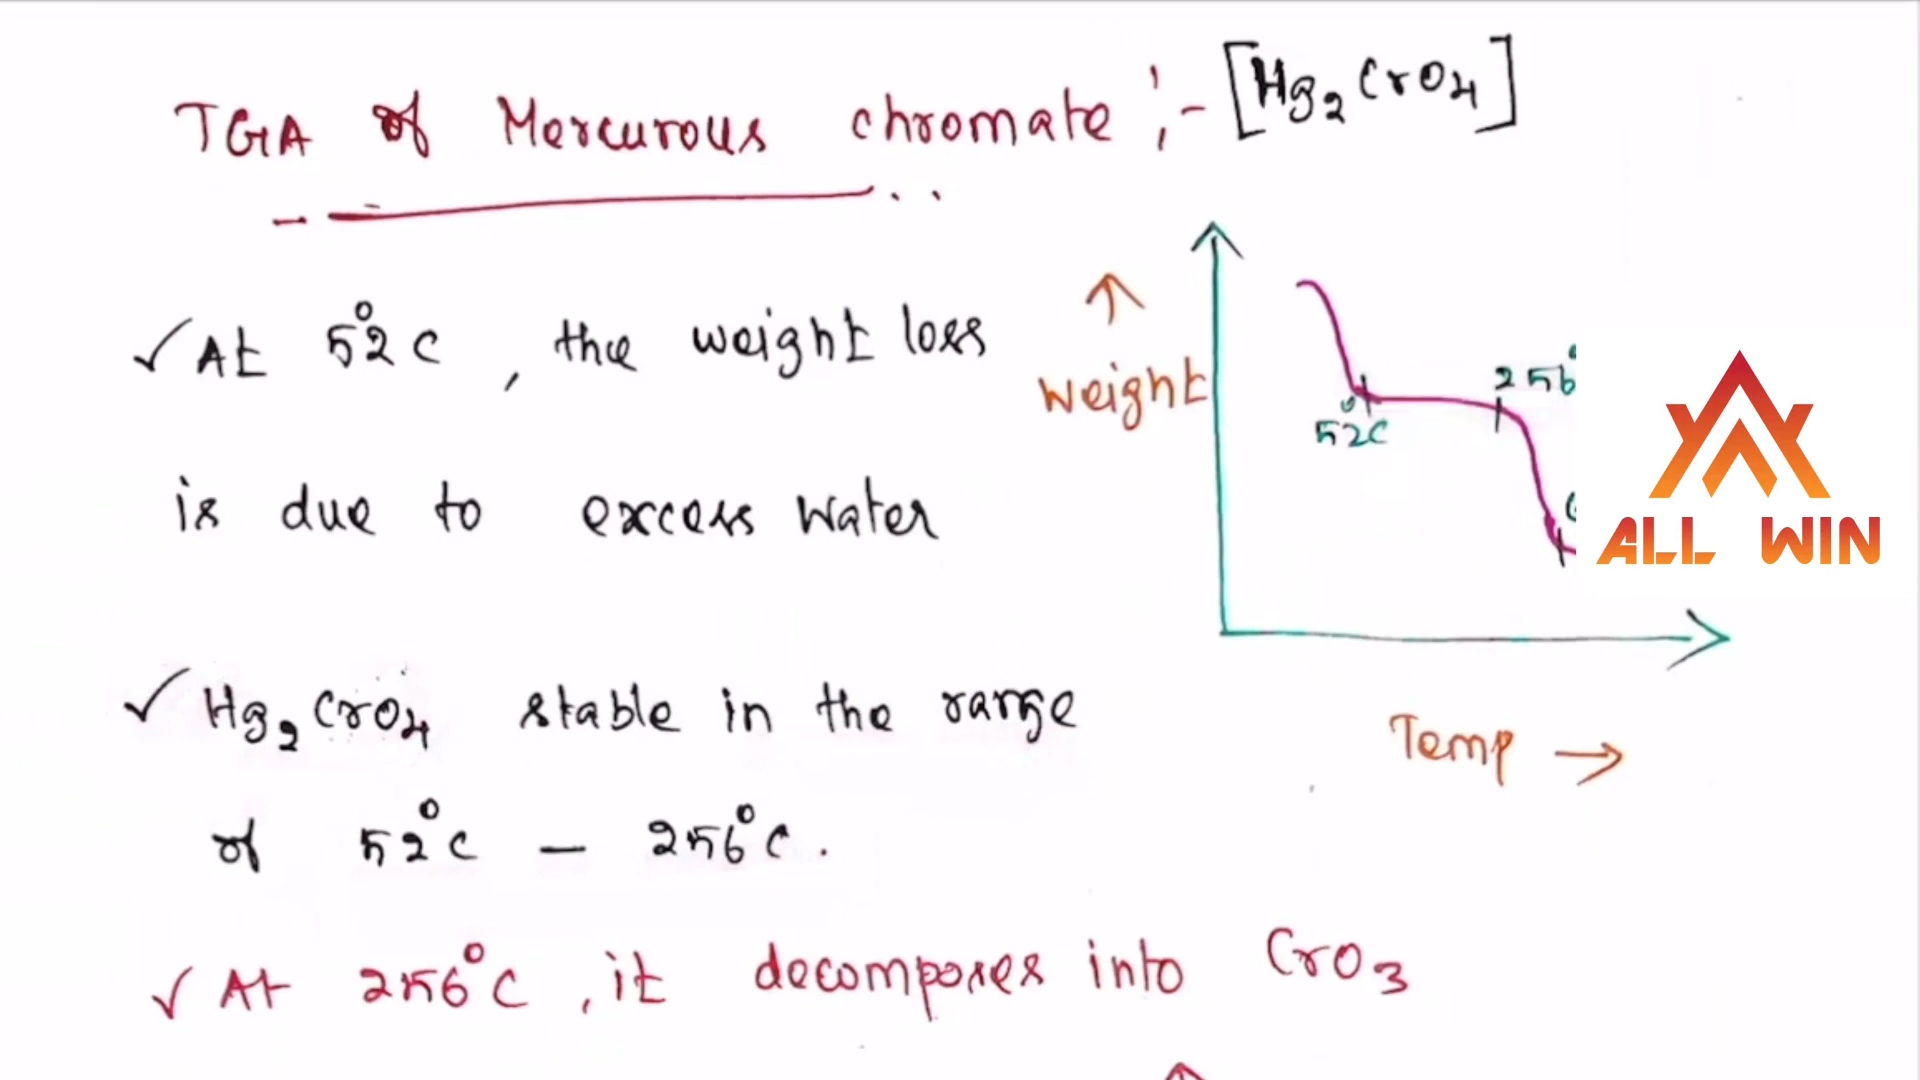 TGA of Mercurous chromate :- [Hg₂CrO₄]
✓ At 52°C, the weight loss
is due to excess water
✓ Hg₂CrO₄ stable in the range
of 52°C – 256°C.
✓ At 256°C, it decomposes into CrO₃
↑
Weight
52°C
256°
Temp →
ALL WIN